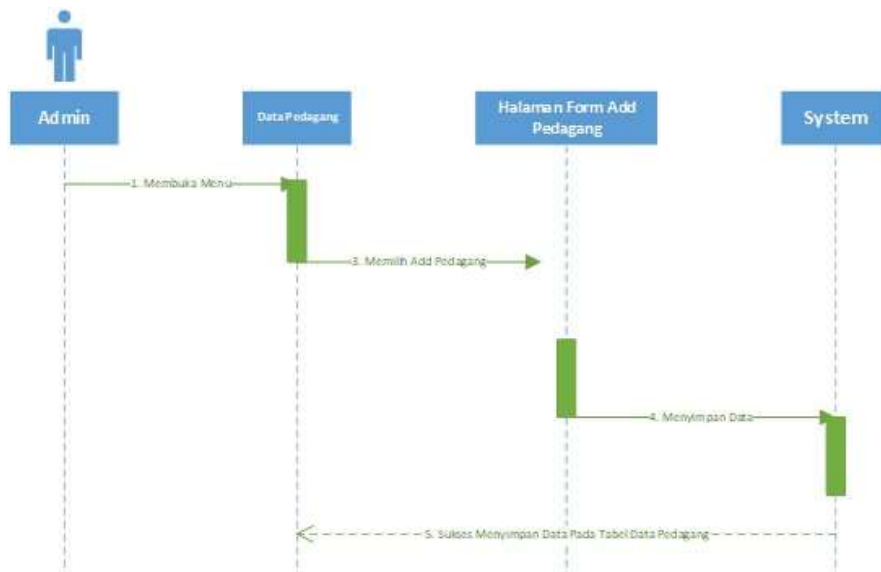 Admin
Data Pedagang
Halaman Form Add
Pedagang
System
1. Membuka Menu
3. Memilih Add Pedagang
4. Menyimpan Data
5. Sukses Menyimpan Data Pada Tabel Data Pedagang